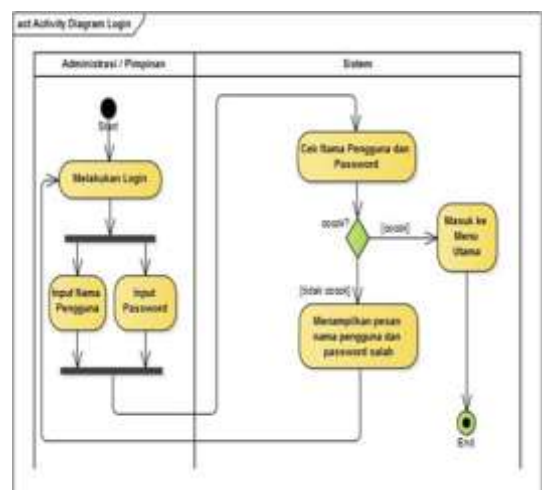 act Activity Diagram Login
Administrasi / Pimpinan
Sistem
Start
Melakukan Login
Input Nama
Pengguna
Input
Password
Cek Nama Pengguna dan
Password
cocok?
[cocok]
Masuk ke
Menu
Utama
[tidak cocok]
Menampilkan pesan
nama pengguna dan
password salah
End